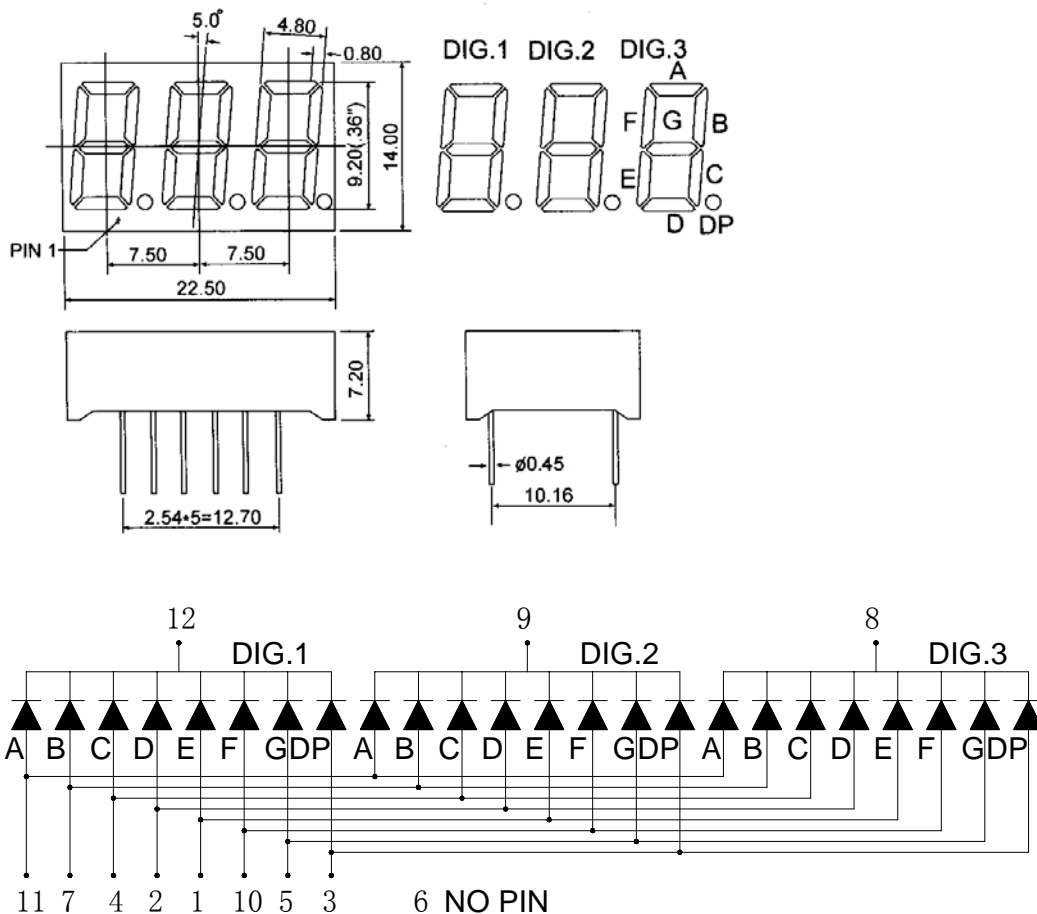 5.0°
4.80
0.80
9.20(.36")
14.00
PIN 1
7.50
7.50
22.50
DIG.1 DIG.2 DIG.3
A
F G B
E C
D DP
7.20
2.54*5=12.70
ø0.45
10.16
12 9 8
DIG.1 DIG.2 DIG.3
A B C D E F G DP A B C D E F G DP A B C D E F G DP
11 7 4 2 1 10 5 3 6 NO PIN